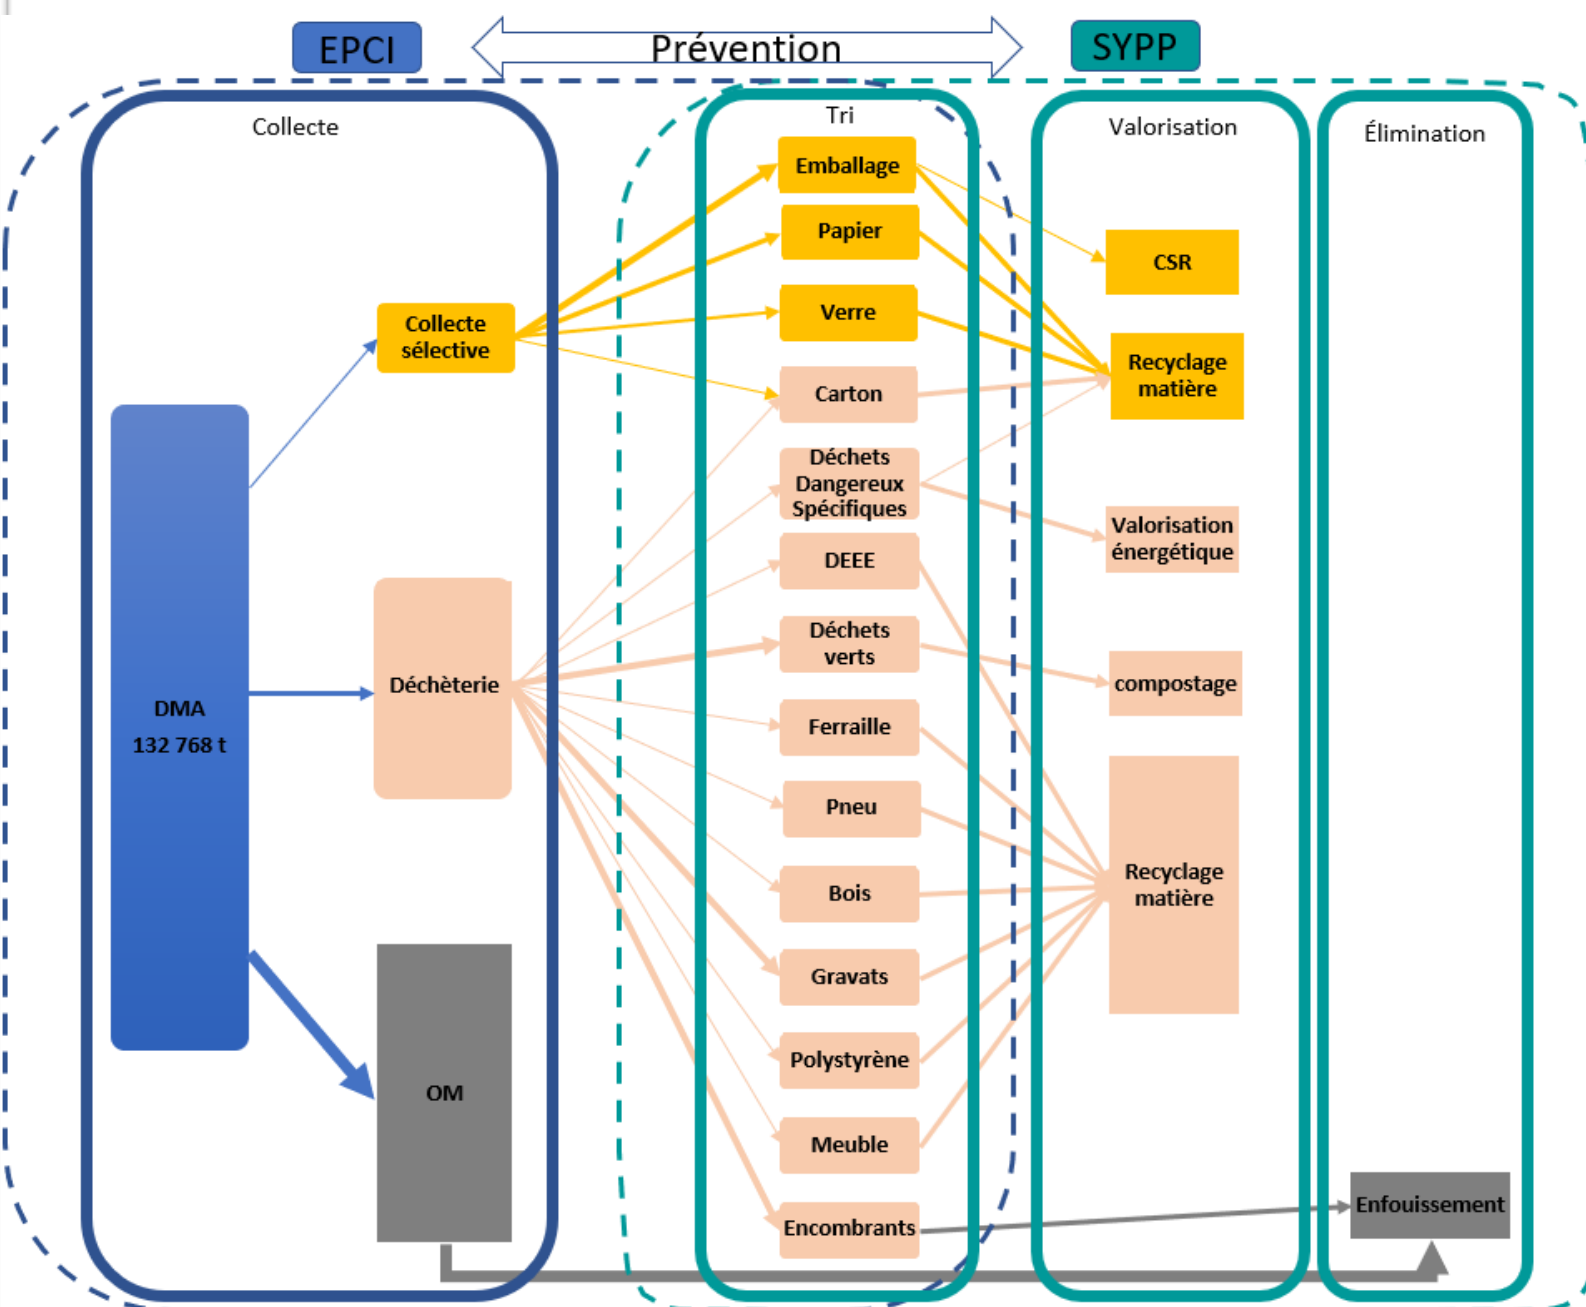 EPCI
Prévention
SYPP
Collecte
Tri
Valorisation
Élimination
Emballage
Papier
CSR
Verre
Collecte
sélective
Recyclage
matière
Carton
Déchets
Dangereux
Spécifiques
Valorisation
énergétique
DEEE
Déchets
verts
Déchèterie
compostage
DMA
132 768 t
Ferraille
Pneu
Bois
Recyclage
matière
Gravats
Polystyrène
OM
Meuble
Encombrants
Enfouissement